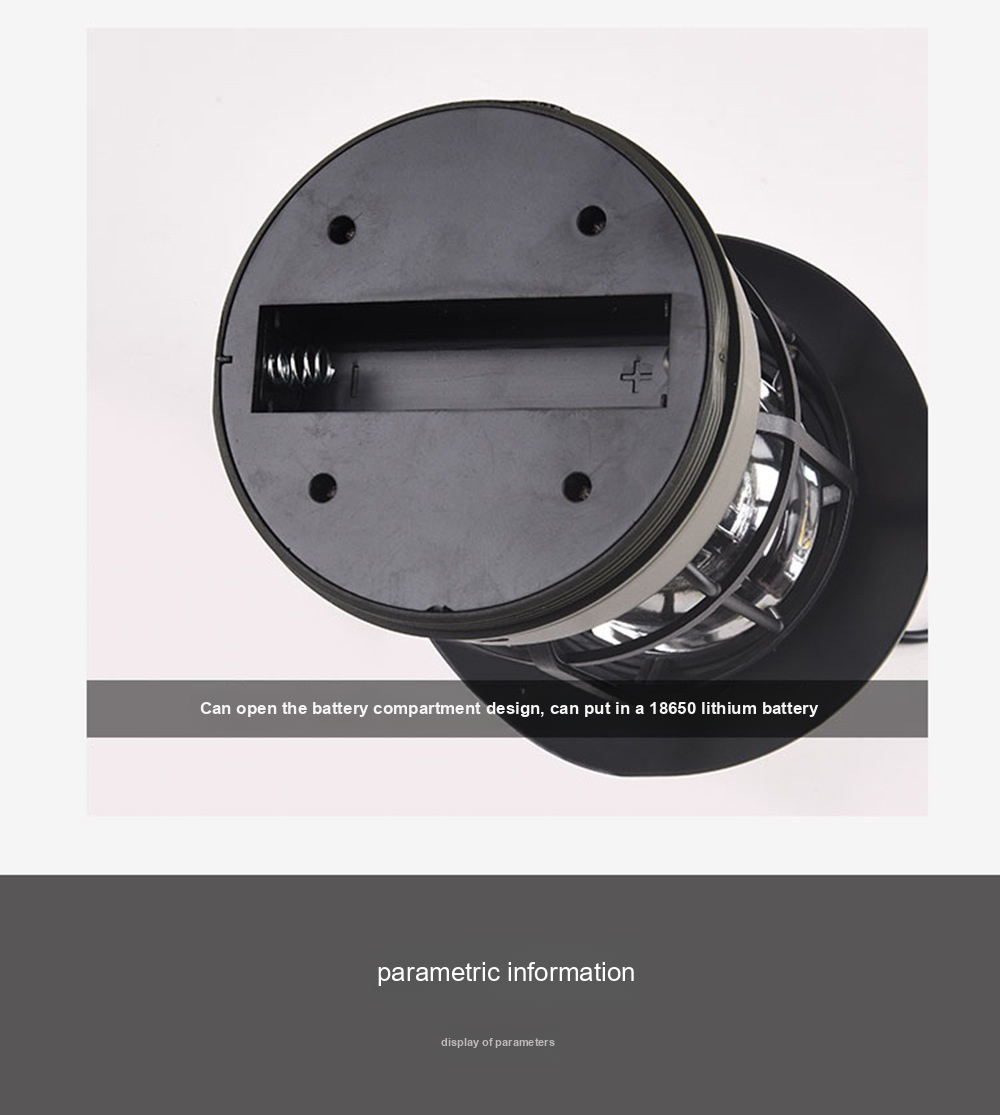 Can open the battery compartment design, can put in a 18650 lithium battery
parametric information
display of parameters